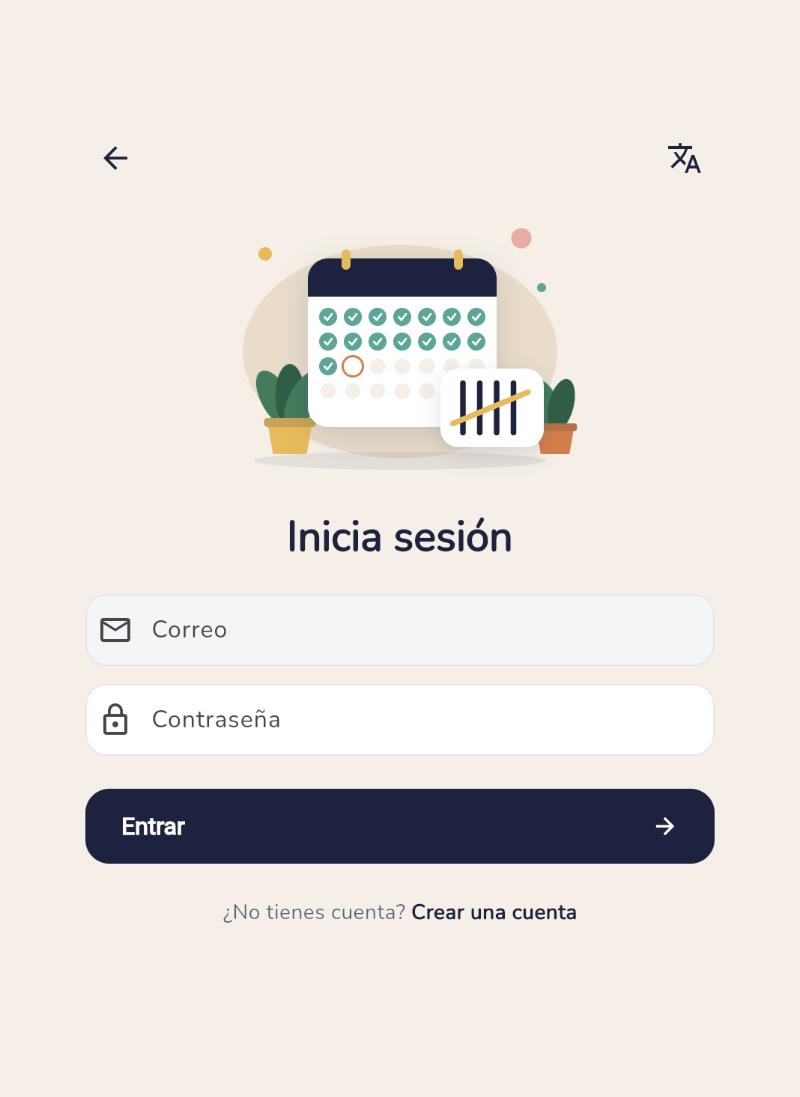 Inicia sesión
Correo
Contraseña
Entrar
¿No tienes cuenta? Crear una cuenta